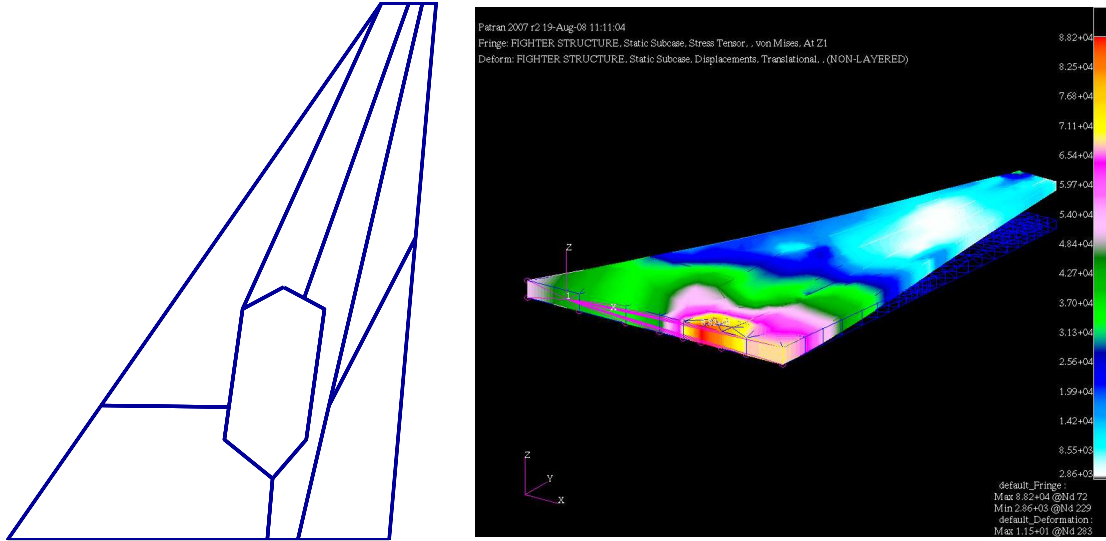 Patran 2007 r2 19-Aug-08 11:11:04
Fringe: FIGHTER STRUCTURE, Static Subcase, Stress Tensor, , von Mises, At Z1
Deform: FIGHTER STRUCTURE, Static Subcase, Displacements, Translational, , (NON-LAYERED)
8.82+04
8.25+04
7.68+04
7.11+04
6.54+04
5.97+04
5.40+04
4.84+04
4.27+04
3.70+04
3.13+04
2.56+04
1.99+04
1.42+04
8.55+03
2.86+03
Z
X
Z
Y
X
default_Fringe :
Max 8.82+04 @Nd 72
Min 2.86+03 @Nd 229
default_Deformation :
Max 1.15+01 @Nd 283